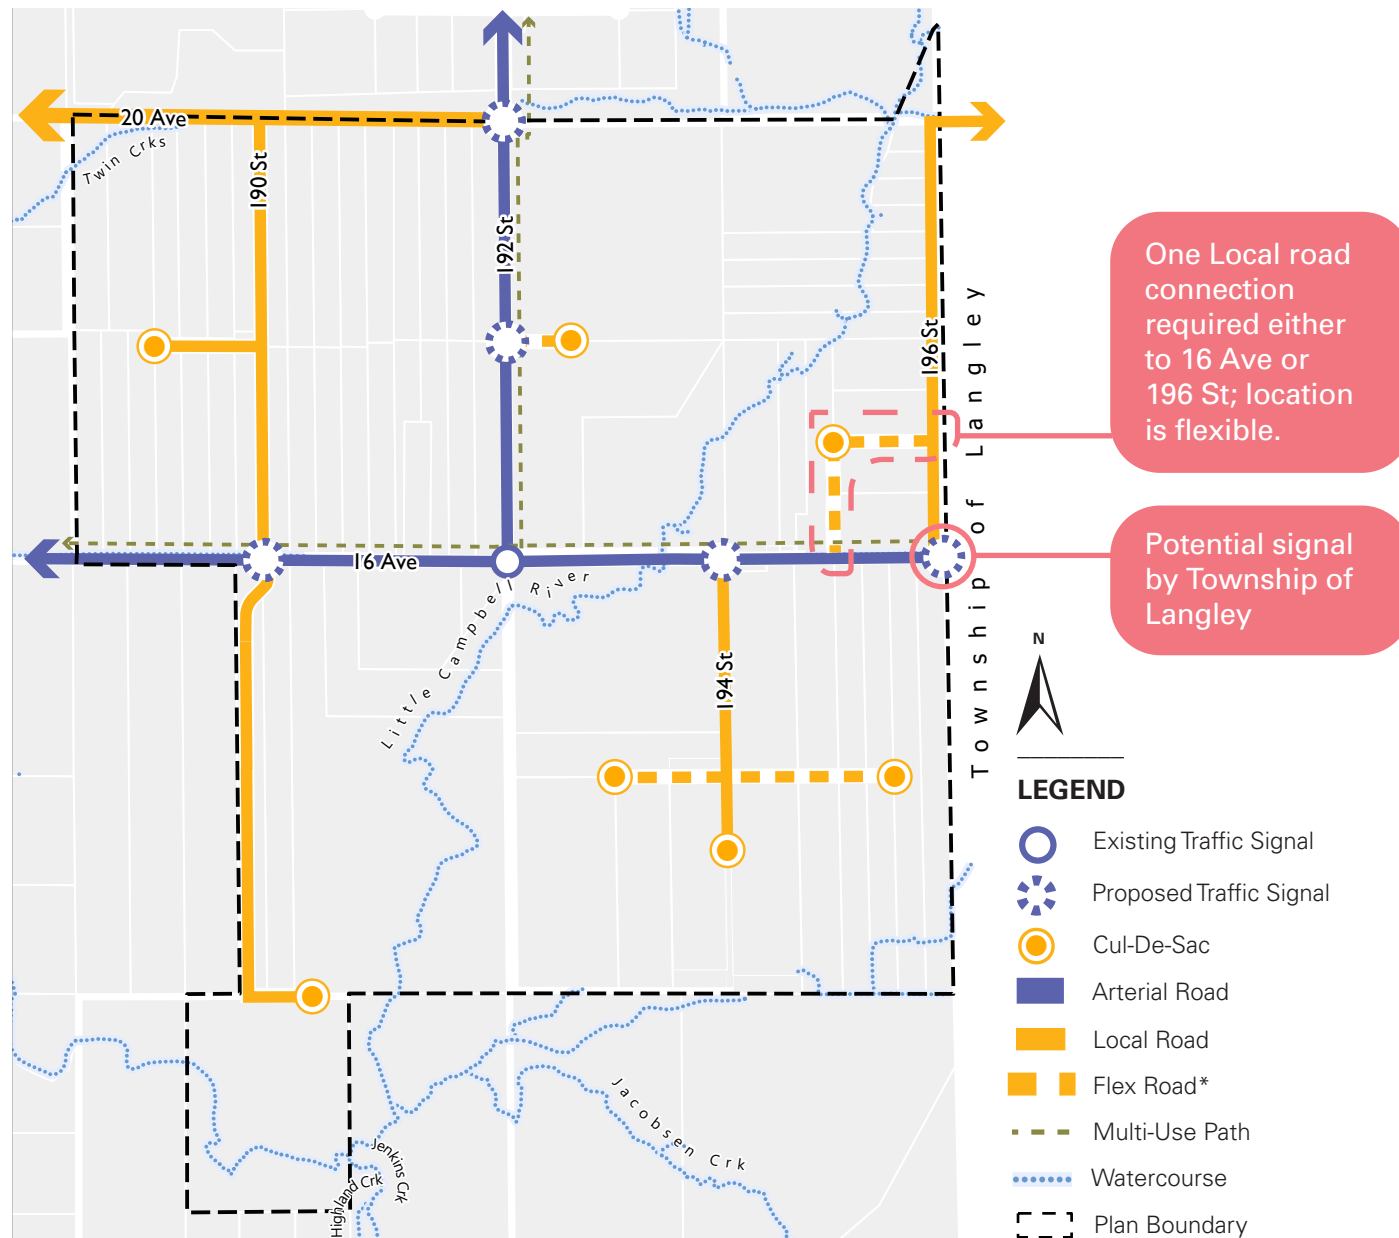 20 Ave
Twin Crks
190 St
192 St
196 St
Township of Langley
One Local road
connection
required either
to 16 Ave or
196 St; location
is flexible.
16 Ave
Potential signal
by Township of
Langley
Little Campbell River
194 St
N
LEGEND
Existing Traffic Signal
Proposed Traffic Signal
Cul-De-Sac
Arterial Road
Local Road
Flex Road*
Multi-Use Path
Watercourse
Plan Boundary
Jacobsen Crk
Jenkins Crk
Highland Crk